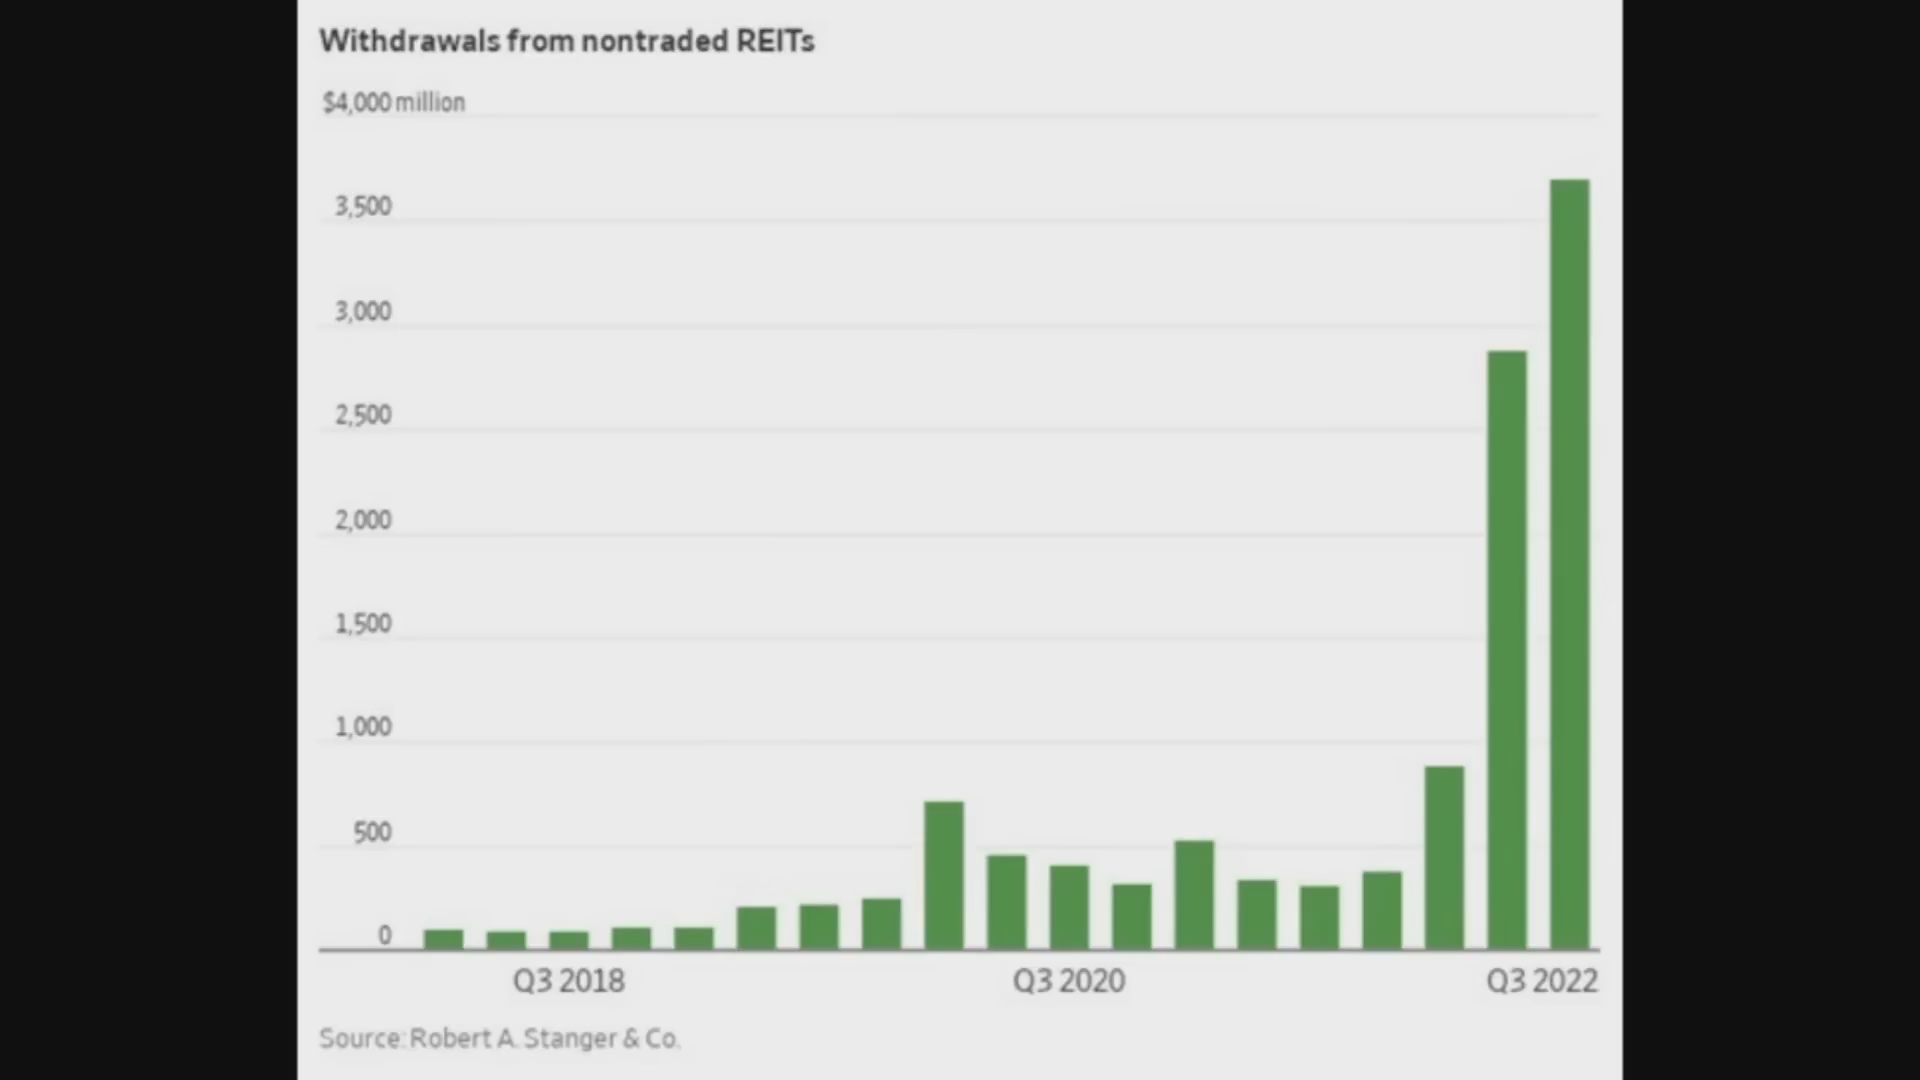 Withdrawals from nontraded REITs
$4,000 million
3,500
3,000
2,500
2,000
1,500
1,000
500
0
Q3 2018 Q3 2020 Q3 2022
Source: Robert A. Stanger & Co.